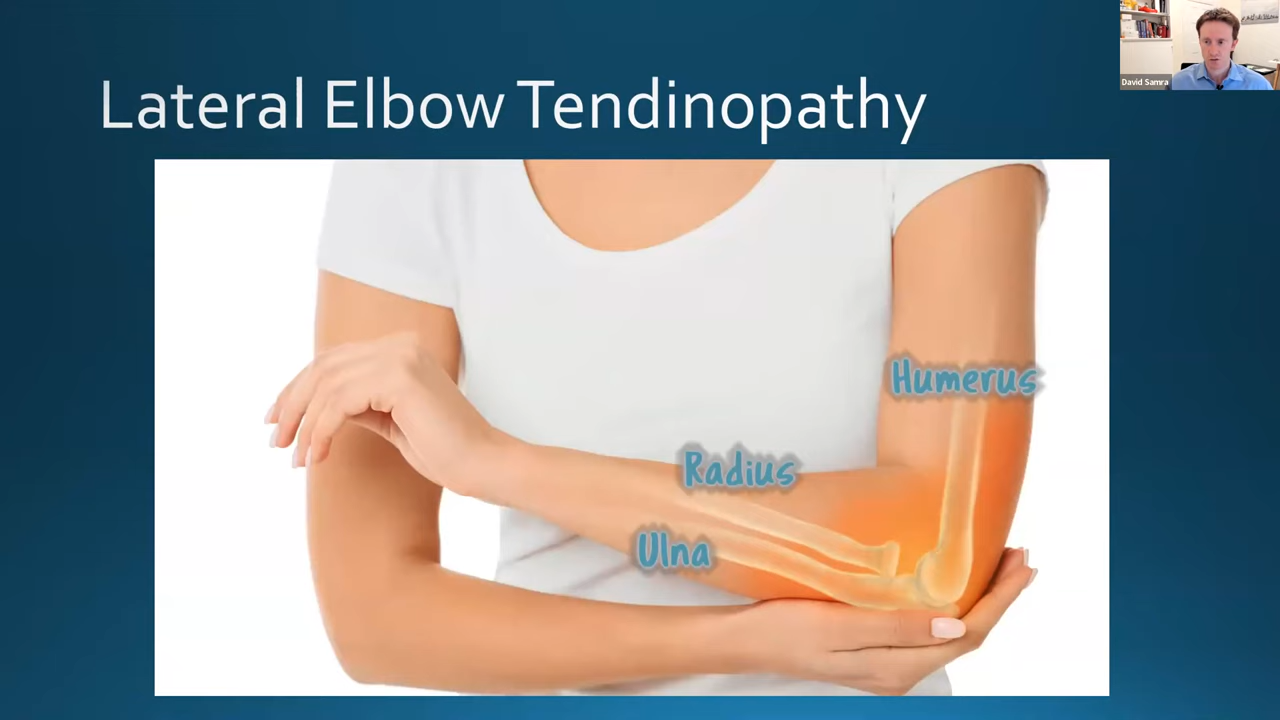 Lateral Elbow Tendinopathy
David Samra
Humerus
Radius
Ulna